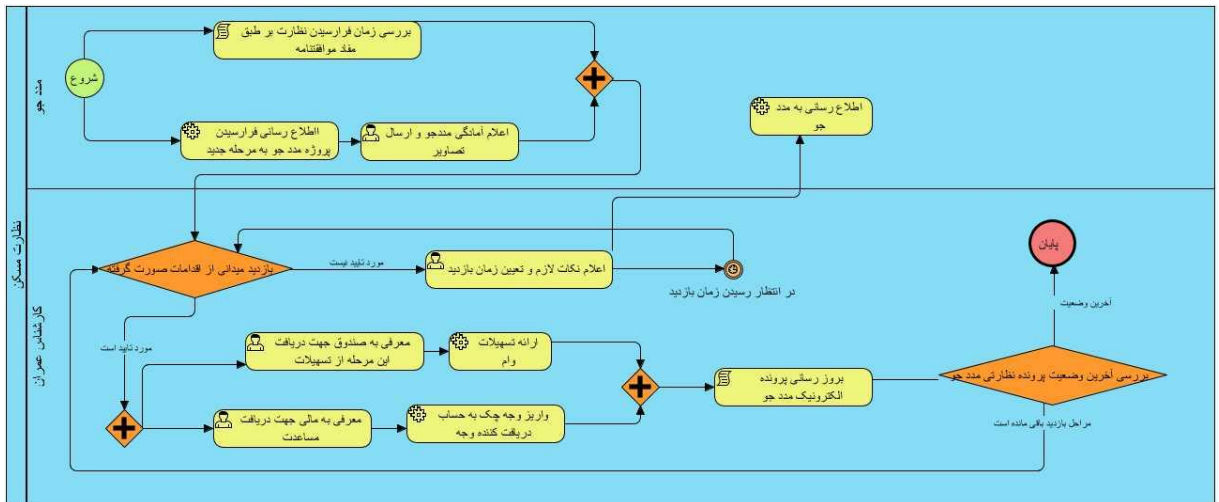 نظارت مسکن
مدد جو
شروع
بررسی زمان فرارسیدن نظارت بر طبق
مفاد موافقتنامه
ااطلاع رسانی فرارسیدن
پروژه مدد جو به مرحله جدید
اعلام آمادگی مددجو و ارسال
تصاویر
اطلاع رسانی به مدد
جو
کارشناس عمران
بازدید میدانی از اقدامات صورت گرفته
مورد تایید نیست
اعلام نکات لازم و تعیین زمان بازدید
در انتظار رسیدن زمان بازدید
پایان
آخرین وضعیت
مورد تایید است
معرفی به صندوق جهت دریافت
این مرحله از تسهیلات
ارائه تسهیلات
وام
معرفی به مالی جهت دریافت
مساعدت
واریز وجه چک به حساب
دریافت کننده وجه
بروز رسانی پرونده
الکترونیک مدد جو
بررسی آخرین وضعیت پرونده نظارتی مدد جو
مراحل بازدید باقی مانده است